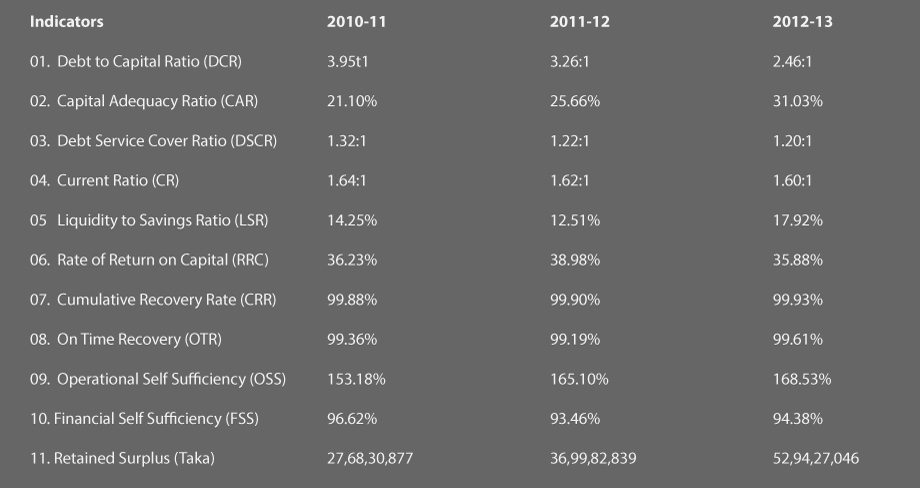 Indicators 2010-11 2011-12 2012-13
01. Debt to Capital Ratio (DCR) 3.95t1 3.26:1 2.46:1
02. Capital Adequacy Ratio (CAR) 21.10% 25.66% 31.03%
03. Debt Service Cover Ratio (DSCR) 1.32:1 1.22:1 1.20:1
04. Current Ratio (CR) 1.64:1 1.62:1 1.60:1
05 Liquidity to Savings Ratio (LSR) 14.25% 12.51% 17.92%
06. Rate of Return on Capital (RRC) 36.23% 38.98% 35.88%
07. Cumulative Recovery Rate (CRR) 99.88% 99.90% 99.93%
08. On Time Recovery (OTR) 99.36% 99.19% 99.61%
09. Operational Self Sufficiency (OSS) 153.18% 165.10% 168.53%
10. Financial Self Sufficiency (FSS) 96.62% 93.46% 94.38%
11. Retained Surplus (Taka) 27,68,30,877 36,99,82,839 52,94,27,046